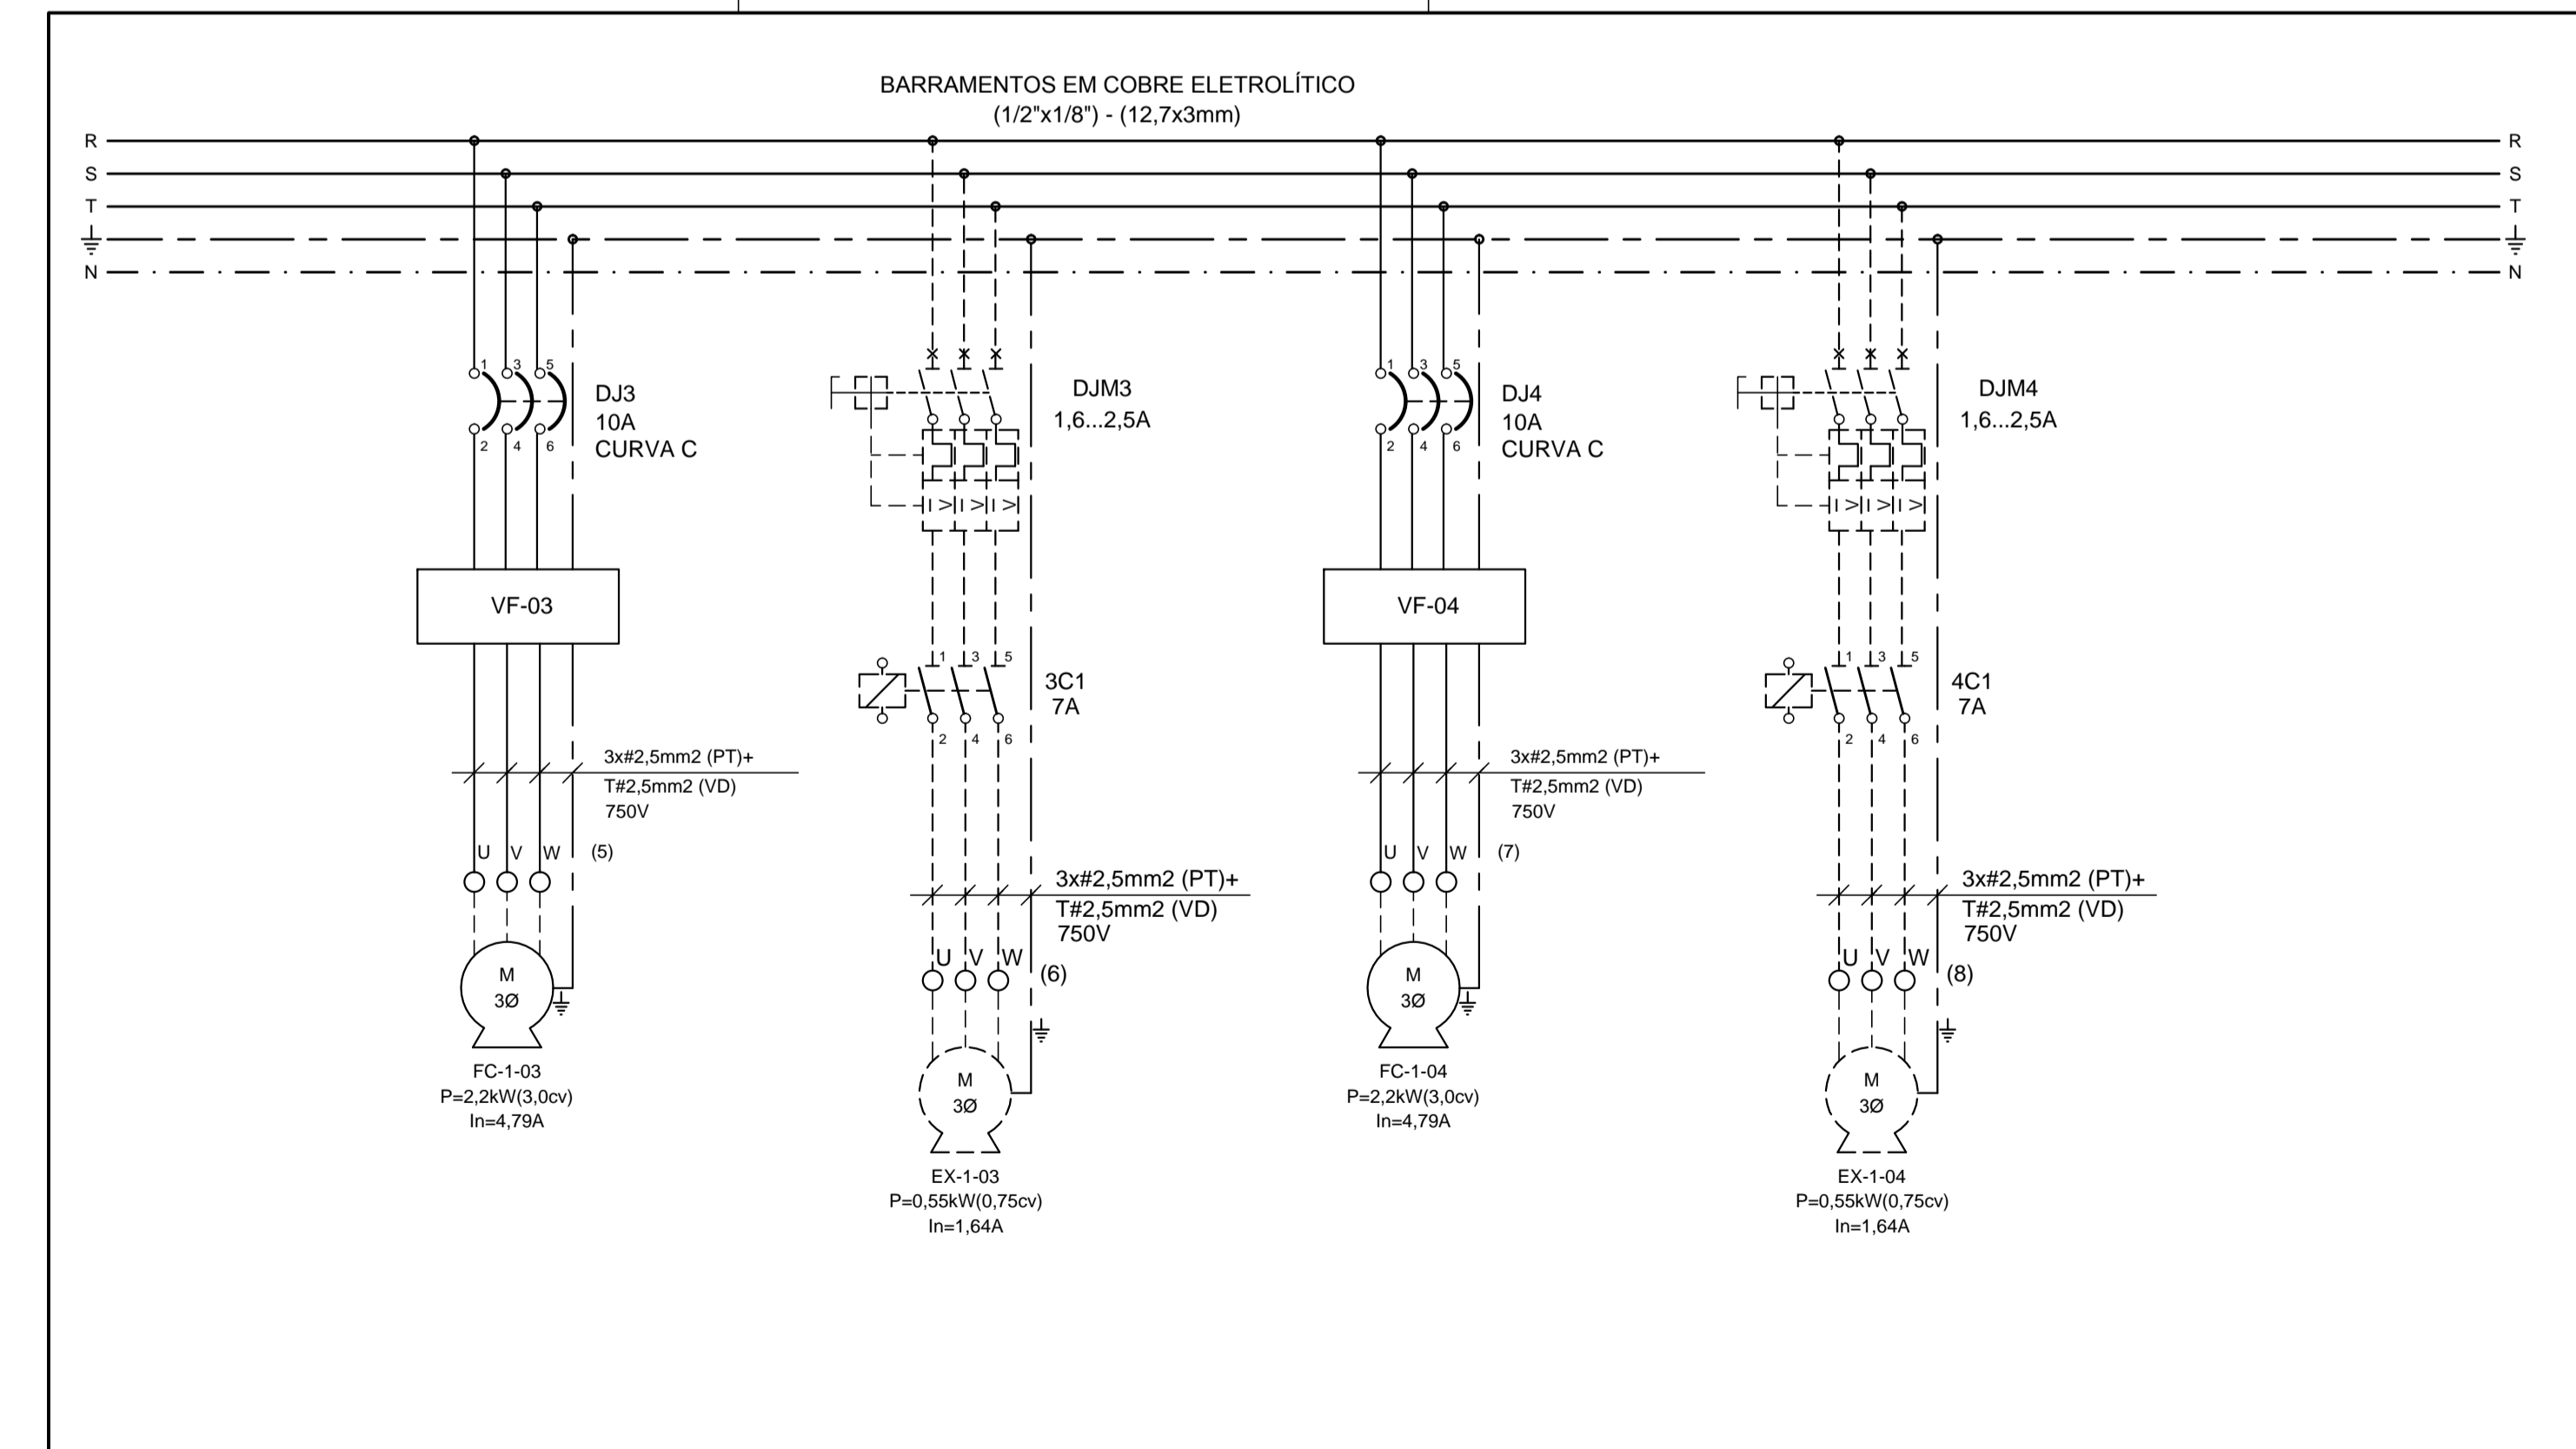 BARRAMENTOS EM COBRE ELETROLÍTICO
(1/2"x1/8") - (12,7x3mm)
R R
S S
T T
N N
1 3 5
DJ3
10A
CURVA C
2 4 6
VF-03
3x#2,5mm2 (PT)+
T#2,5mm2 (VD)
750V
U V W (5)
M
3Ø
FC-1-03
P=2,2kW(3,0cv)
In=4,79A
DJM3
1,6...2,5A
I > I > I >
1 3 5
3C1
7A
2 4 6
3x#2,5mm2 (PT)+
T#2,5mm2 (VD)
750V
U V W (6)
M
3Ø
EX-1-03
P=0,55kW(0,75cv)
In=1,64A
1 3 5
DJ4
10A
CURVA C
2 4 6
VF-04
3x#2,5mm2 (PT)+
T#2,5mm2 (VD)
750V
U V W (7)
M
3Ø
FC-1-04
P=2,2kW(3,0cv)
In=4,79A
DJM4
1,6...2,5A
I > I > I >
1 3 5
4C1
7A
2 4 6
3x#2,5mm2 (PT)+
T#2,5mm2 (VD)
750V
U V W (8)
M
3Ø
EX-1-04
P=0,55kW(0,75cv)
In=1,64A